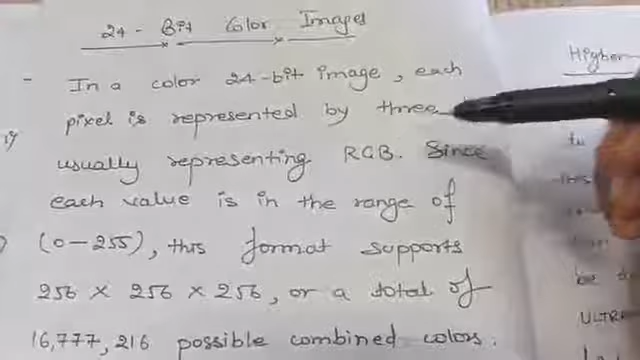 24 - Bit Color Images
- In a color 24-bit image, each
pixel is represented by three
usually representing RGB. Since
each value is in the range of
(0-255), this format supports
256 × 256 × 256, or a total of
16,777,216 possible combined colors.
Higher
ULTR